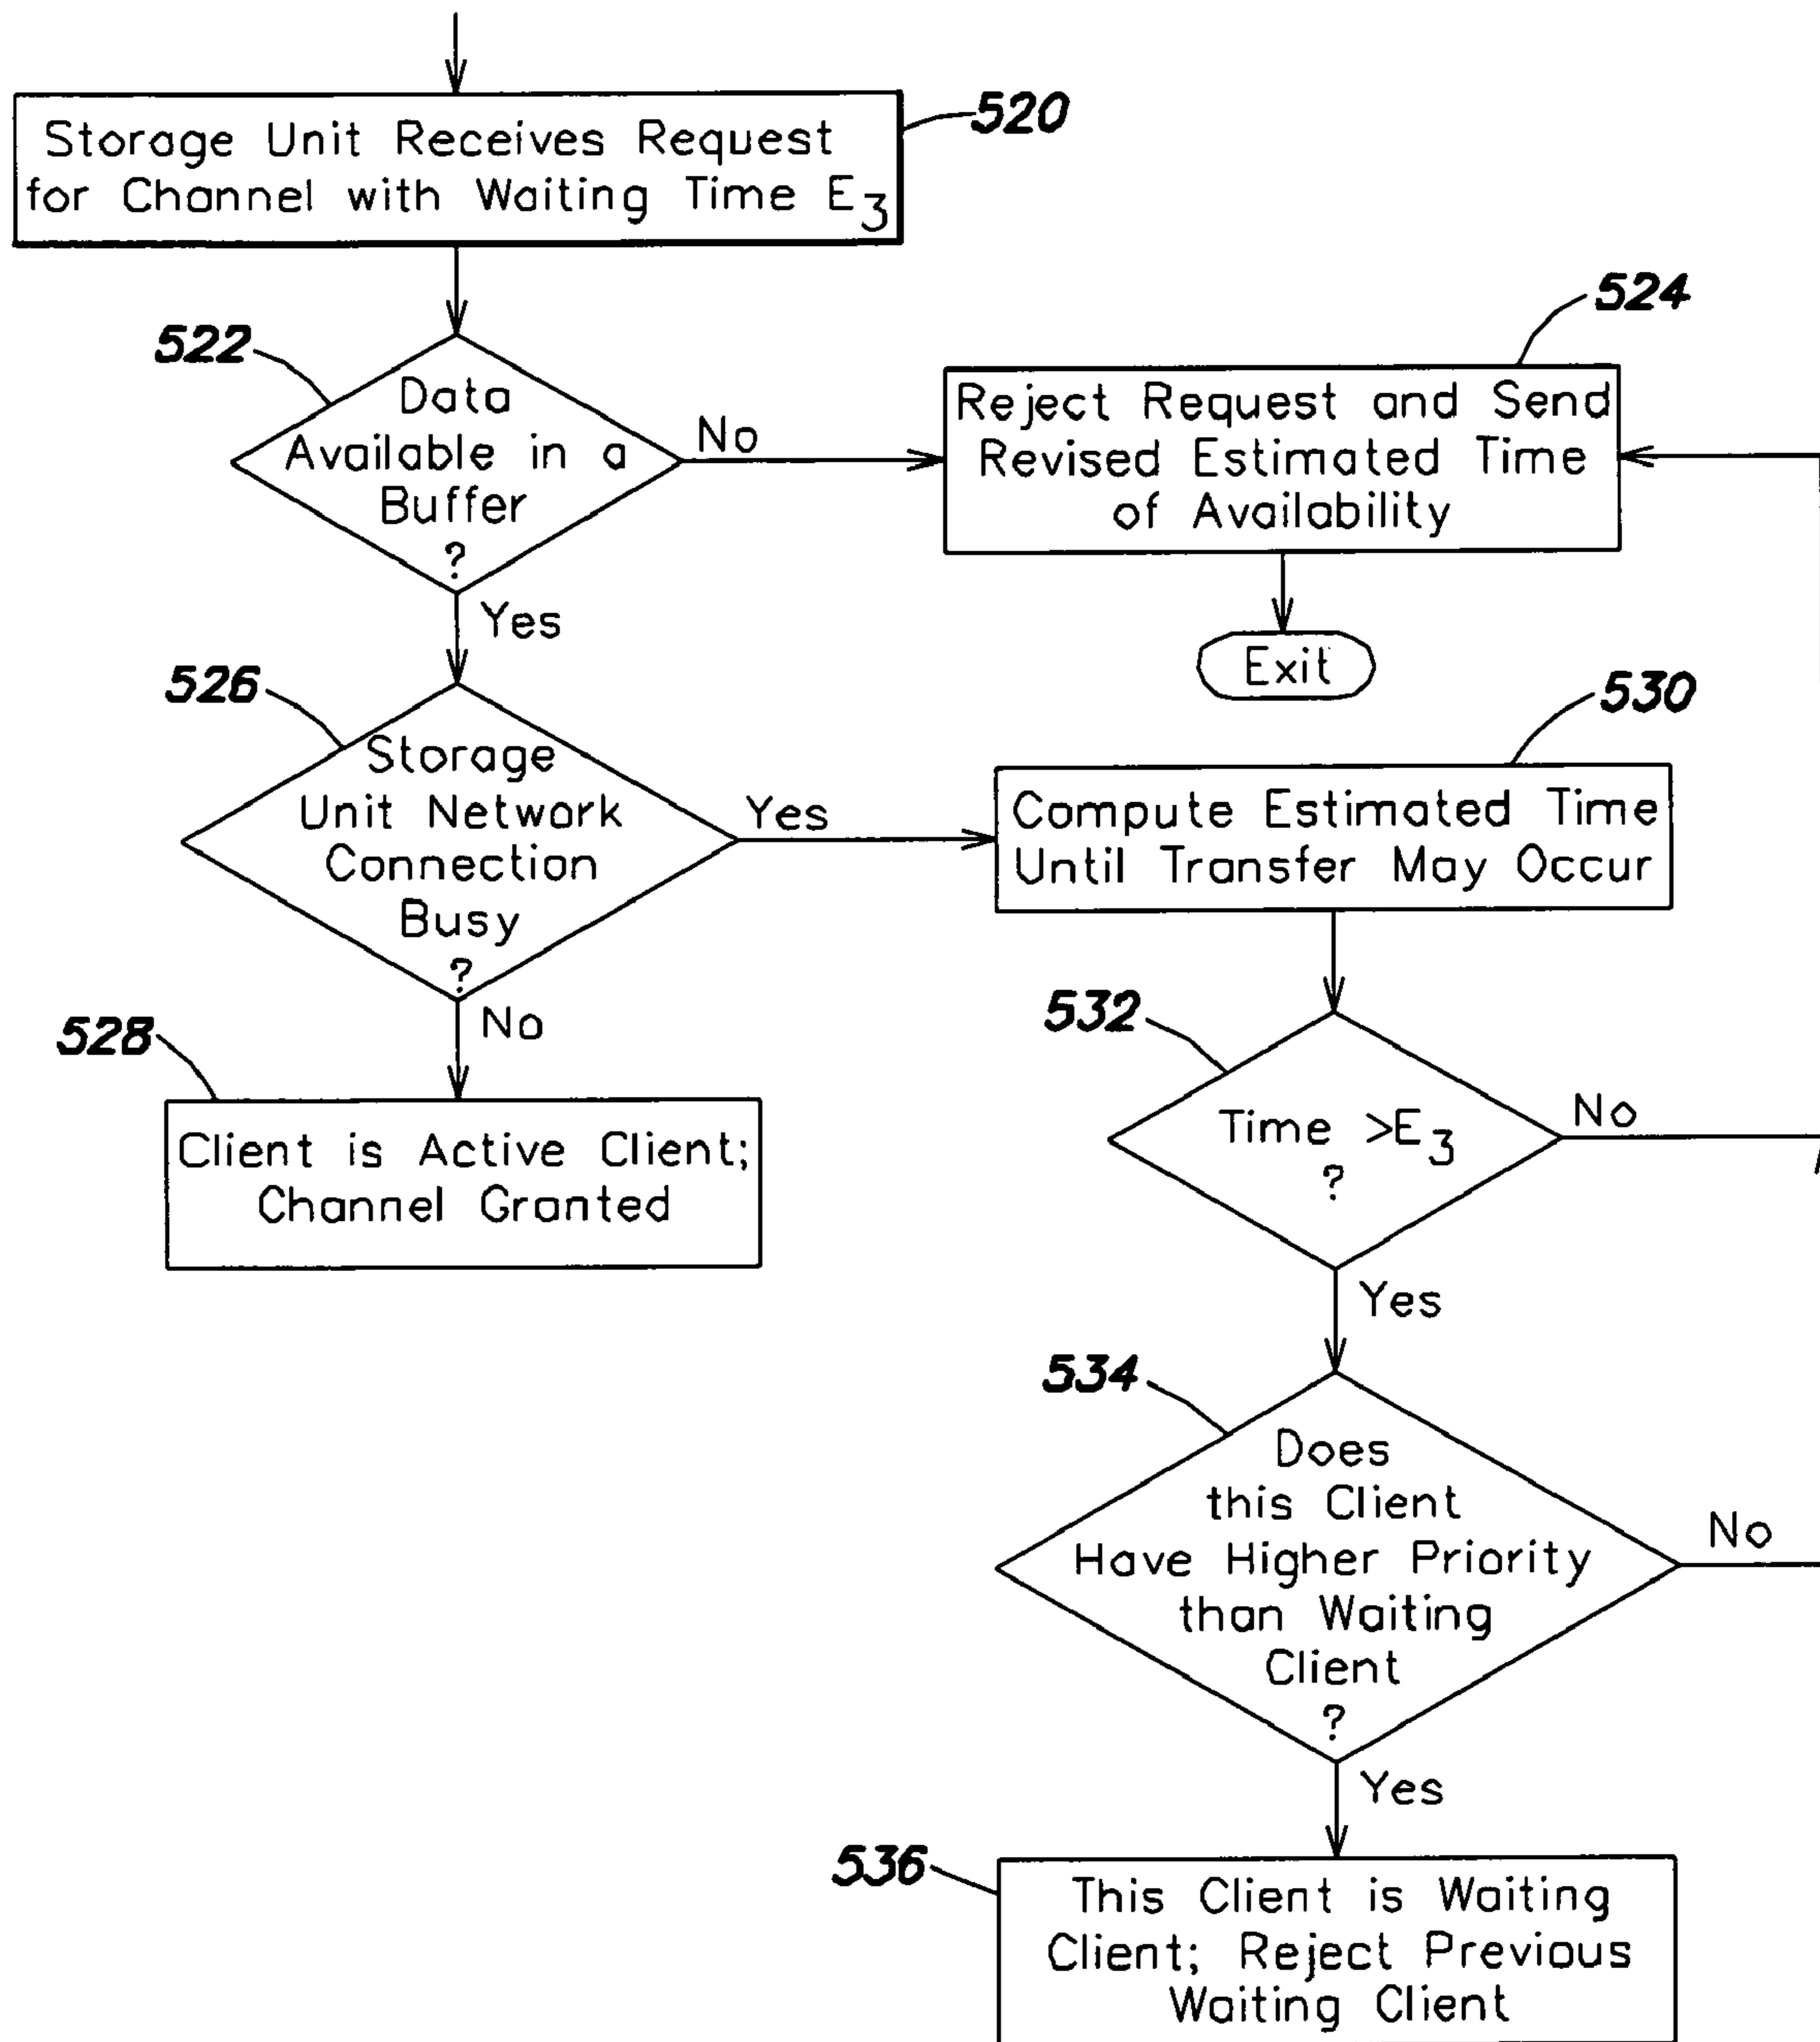 520
Storage Unit Receives Request
for Channel with Waiting Time E3
522
Data
Available in a
Buffer
?
No
Yes
524
Reject Request and Send
Revised Estimated Time
of Availability
Exit
526
Storage
Unit Network
Connection
Busy
?
Yes
No
528
Client is Active Client;
Channel Granted
530
Compute Estimated Time
Until Transfer May Occur
532
Time >E3
?
No
Yes
534
Does
this Client
Have Higher Priority
than Waiting
Client
?
No
Yes
536
This Client is Waiting
Client; Reject Previous
Waiting Client